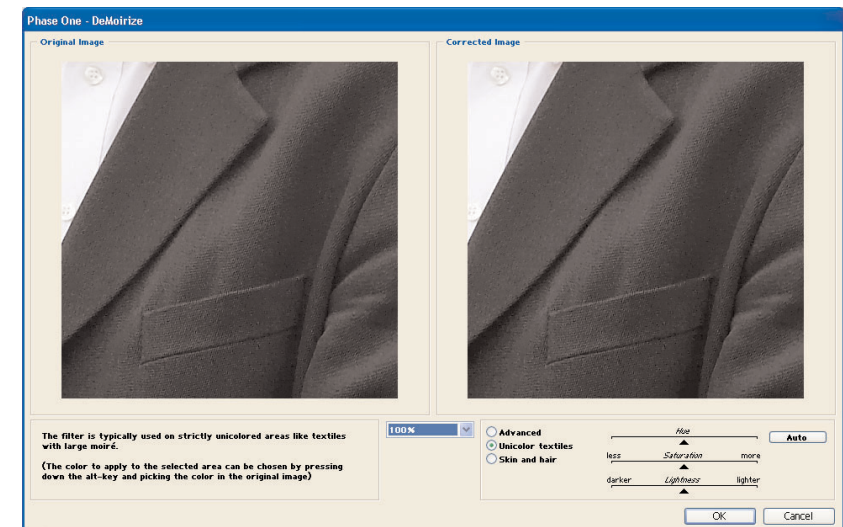 Phase One - DeMoirize
Original Image
Corrected Image
The filter is typically used on strictly unicolored areas like textiles
with large moiré.
(The color to apply to the selected area can be chosen by pressing
down the alt-key and picking the color in the original image)
100%
Advanced
Unicolor textiles
Skin and hair
Hue
less Saturation more
darker Lightness lighter
Auto
OK Cancel